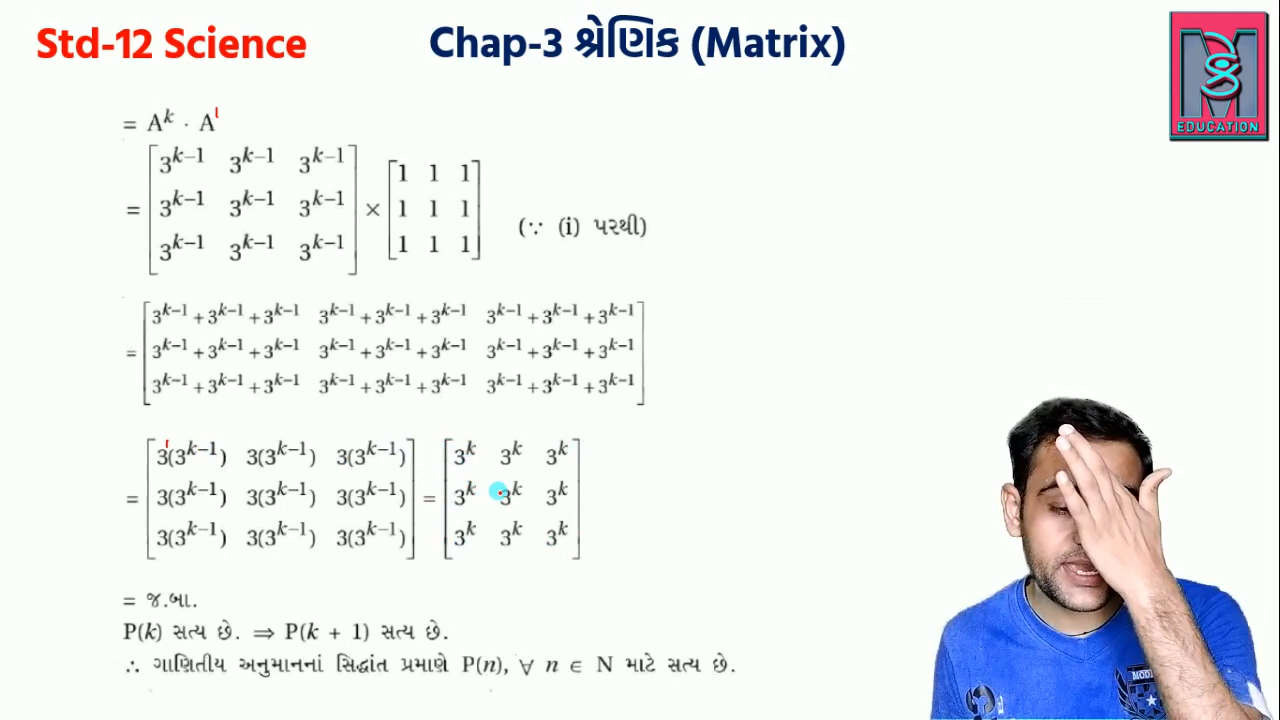 Std-12 Science
Chap-3 શ્રેણિક (Matrix)
EDUCATION
= A^k · A^1
= [3^{k–1} 3^{k–1} 3^{k–1}] × [1 1 1]
[3^{k–1} 3^{k–1} 3^{k–1}] [1 1 1] (∵ (i) પરથી)
[3^{k–1} 3^{k–1} 3^{k–1}] [1 1 1]
= [3^{k–1} + 3^{k–1} + 3^{k–1} 3^{k–1} + 3^{k–1} + 3^{k–1} 3^{k–1} + 3^{k–1} + 3^{k–1}]
[3^{k–1} + 3^{k–1} + 3^{k–1} 3^{k–1} + 3^{k–1} + 3^{k–1} 3^{k–1} + 3^{k–1} + 3^{k–1}]
[3^{k–1} + 3^{k–1} + 3^{k–1} 3^{k–1} + 3^{k–1} + 3^{k–1} 3^{k–1} + 3^{k–1} + 3^{k–1}]
= [3^1(3^{k–1}) 3(3^{k–1}) 3(3^{k–1})] = [3^k 3^k 3^k]
[3(3^{k–1}) 3(3^{k–1}) 3(3^{k–1})] [3^k 3^k 3^k]
[3(3^{k–1}) 3(3^{k–1}) 3(3^{k–1})] [3^k 3^k 3^k]
= જ.બા.
P(k) સત્ય છે. ⇒ P(k + 1) સત્ય છે.
∴ ગાણિતીય અનુમાનનાં સિદ્ધાંત પ્રમાણે P(n), ∀ n ∈ N માટે સત્ય છે.